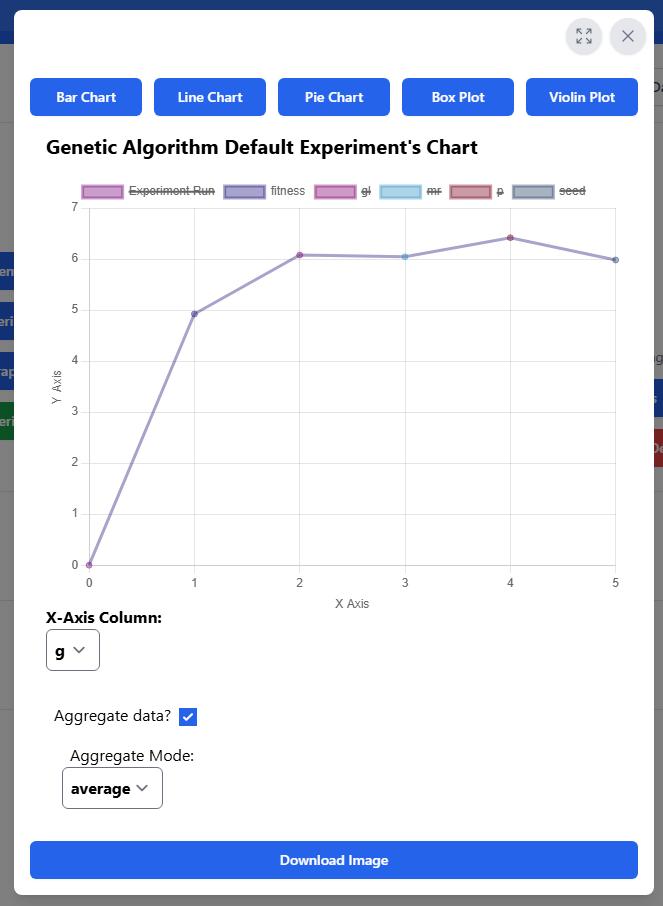 Bar Chart Line Chart Pie Chart Box Plot Violin Plot
Genetic Algorithm Default Experiment's Chart
Experiment Run fitness gl mr p seed
7
6
5
4
3
2
1
0
Y Axis
0 1 2 3 4 5
X Axis
X-Axis Column:
g
Aggregate data?
Aggregate Mode:
average
Download Image